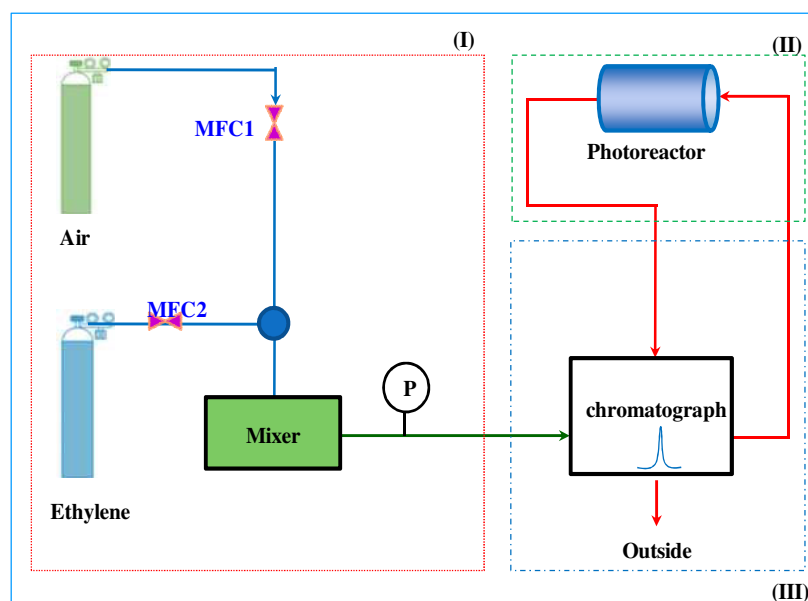 (I)
(II)
MFC1
Photoreactor
Air
MFC2
P
chromatograph
Mixer
Ethylene
Outside
(III)